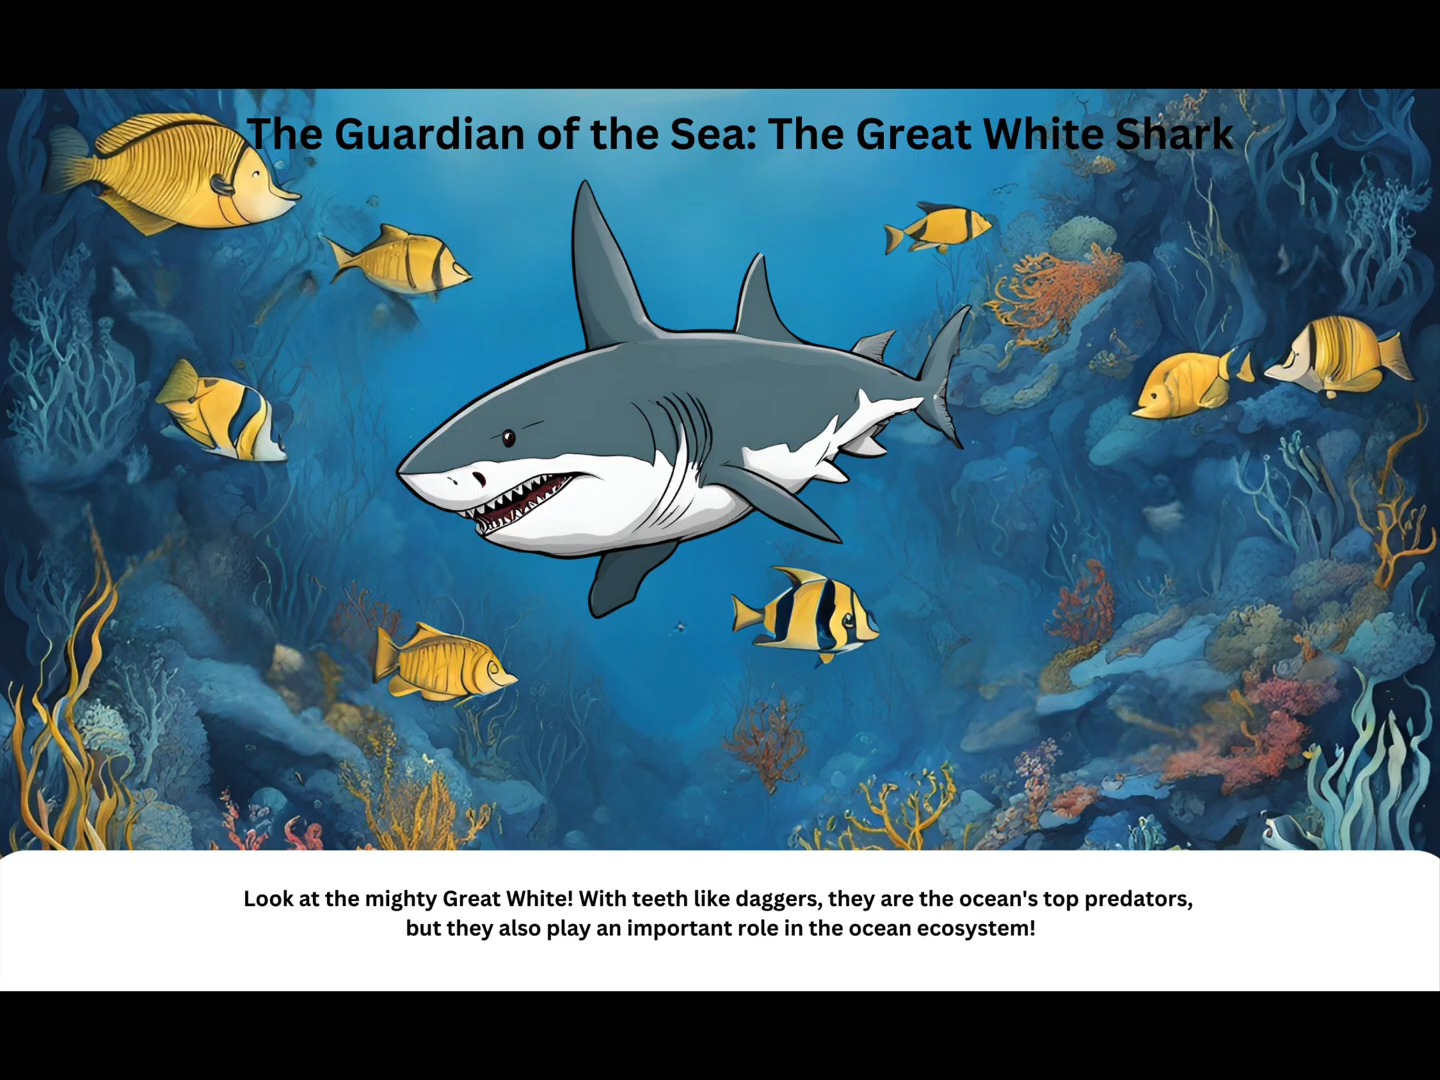 The Guardian of the Sea: The Great White Shark
Look at the mighty Great White! With teeth like daggers, they are the ocean's top predators,
but they also play an important role in the ocean ecosystem!